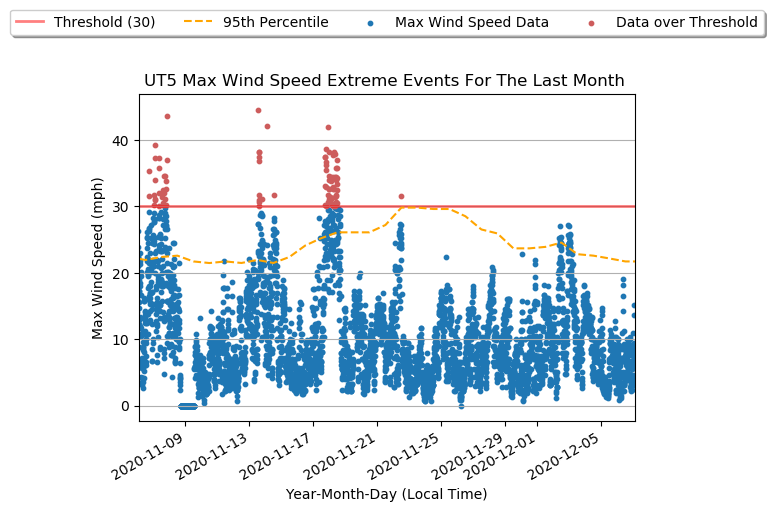 Threshold (30) 95th Percentile Max Wind Speed Data Data over Threshold
UT5 Max Wind Speed Extreme Events For The Last Month
Max Wind Speed (mph)
40
30
20
10
0
2020-11-09 2020-11-13 2020-11-17 2020-11-21 2020-11-25 2020-11-29 2020-12-01 2020-12-05
Year-Month-Day (Local Time)